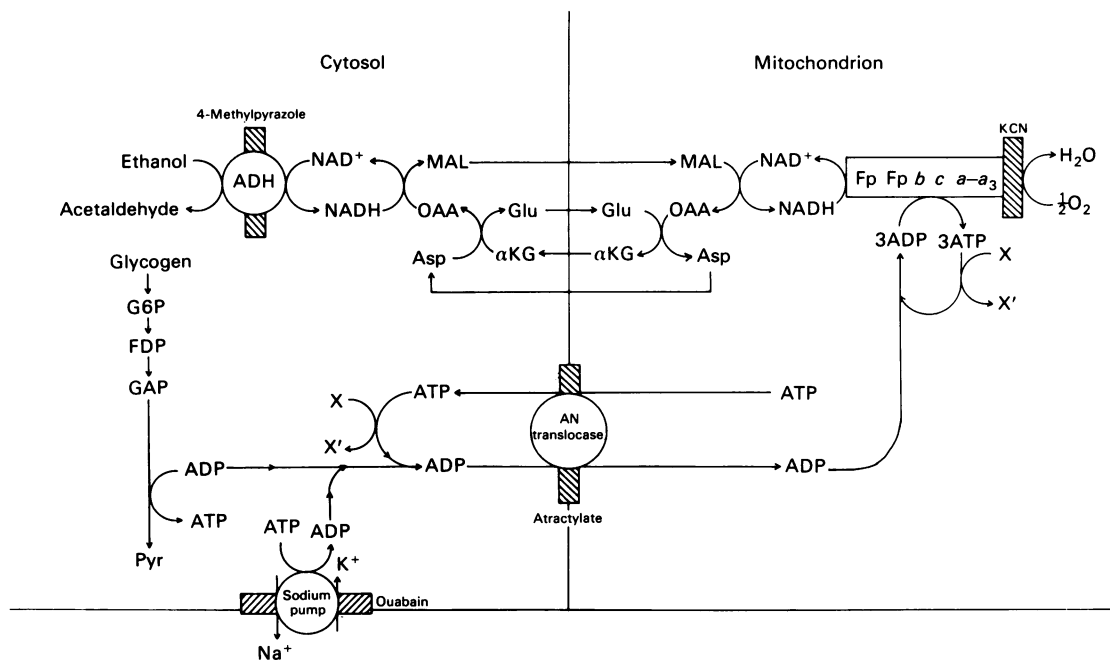 Cytosol
Mitochondrion
4-Methylpyrazole
KCN
Ethanol
ADH
NAD⁺
MAL
MAL
NAD⁺
Fp Fp b c a–a₃
H₂O
Acetaldehyde
NADH
OAA
Glu
Glu
OAA
NADH
½O₂
Asp
αKG
αKG
Asp
3ADP
3ATP
X
X′
Glycogen
G6P
FDP
GAP
X
ATP
ATP
X′
AN
translocase
ADP
ADP
ADP
ATP
Atractylate
ATP
ADP
Pyr
K⁺
Sodium
pump
Ouabain
Na⁺